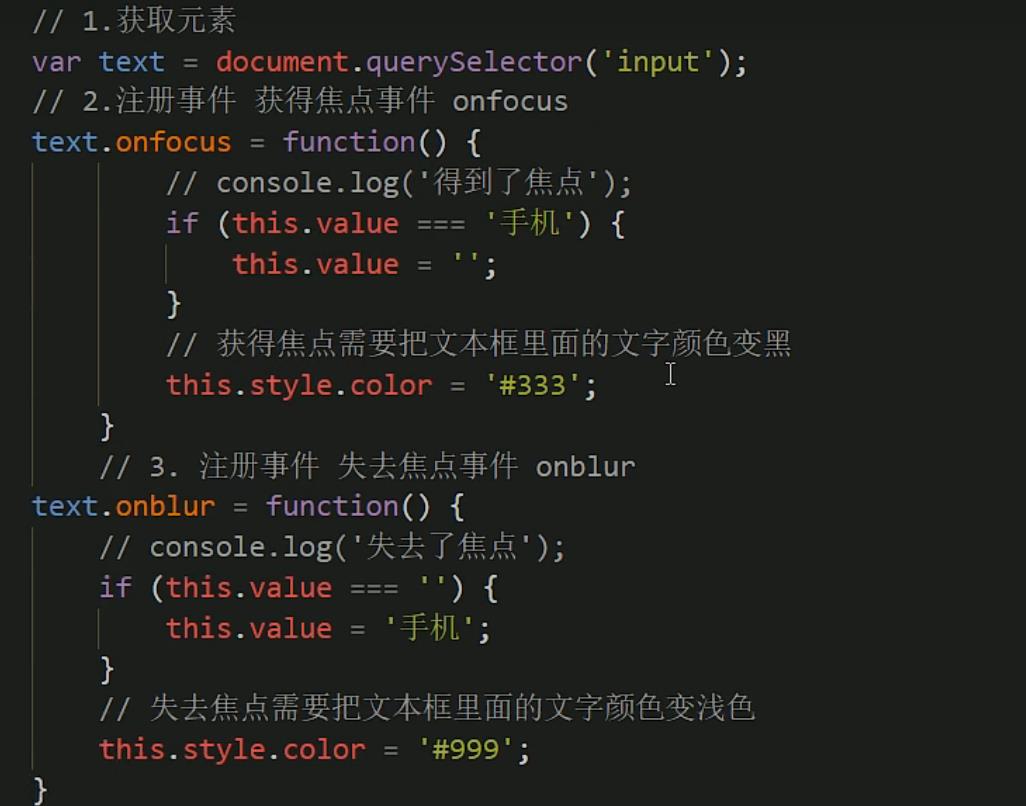 // 1.获取元素
var text = document.querySelector('input');
// 2.注册事件 获得焦点事件 onfocus
text.onfocus = function() {
// console.log('得到了焦点');
if (this.value === '手机') {
this.value = '';
}
// 获得焦点需要把文本框里面的文字颜色变黑
this.style.color = '#333';
}
// 3. 注册事件 失去焦点事件 onblur
text.onblur = function() {
// console.log('失去了焦点');
if (this.value === '') {
this.value = '手机';
}
// 失去焦点需要把文本框里面的文字颜色变浅色
this.style.color = '#999';
}